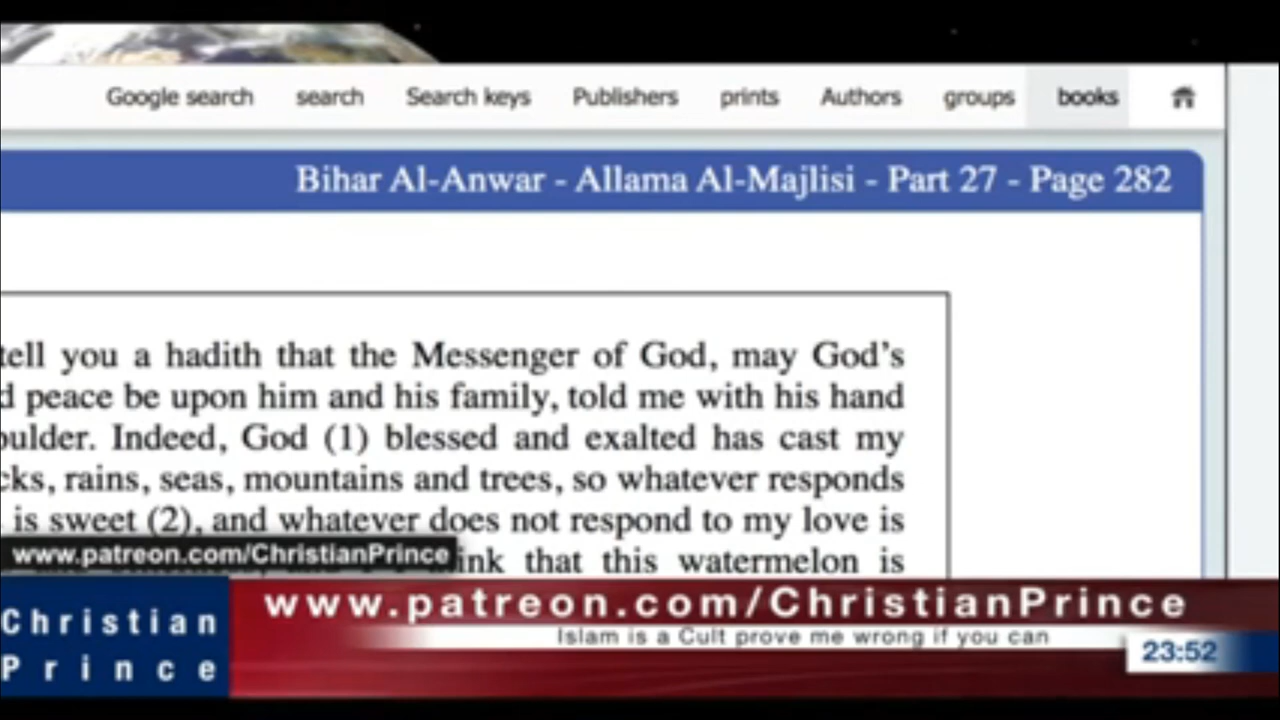 Google search search Search keys Publishers prints Authors groups books
Bihar Al-Anwar - Allama Al-Majlisi - Part 27 - Page 282
tell you a hadith that the Messenger of God, may God's
peace be upon him and his family, told me with his hand
Indeed, God (1) blessed and exalted has cast my
rains, seas, mountains and trees, so whatever responds
is sweet (2), and whatever does not respond to my love is
that this watermelon is
www.patreon.com/ChristianPrince
www.patreon.com/ChristianPrince
Islam is a Cult prove me wrong if you can
Christian
Prince
23:52